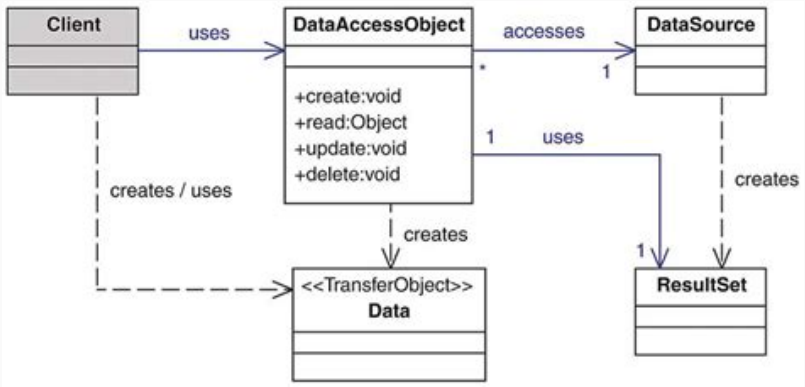 Client
uses
DataAccessObject
accesses
DataSource
*
1
+create:void
+read:Object
+update:void
+delete:void
1
uses
creates / uses
creates
creates
1
<<TransferObject>>
Data
ResultSet